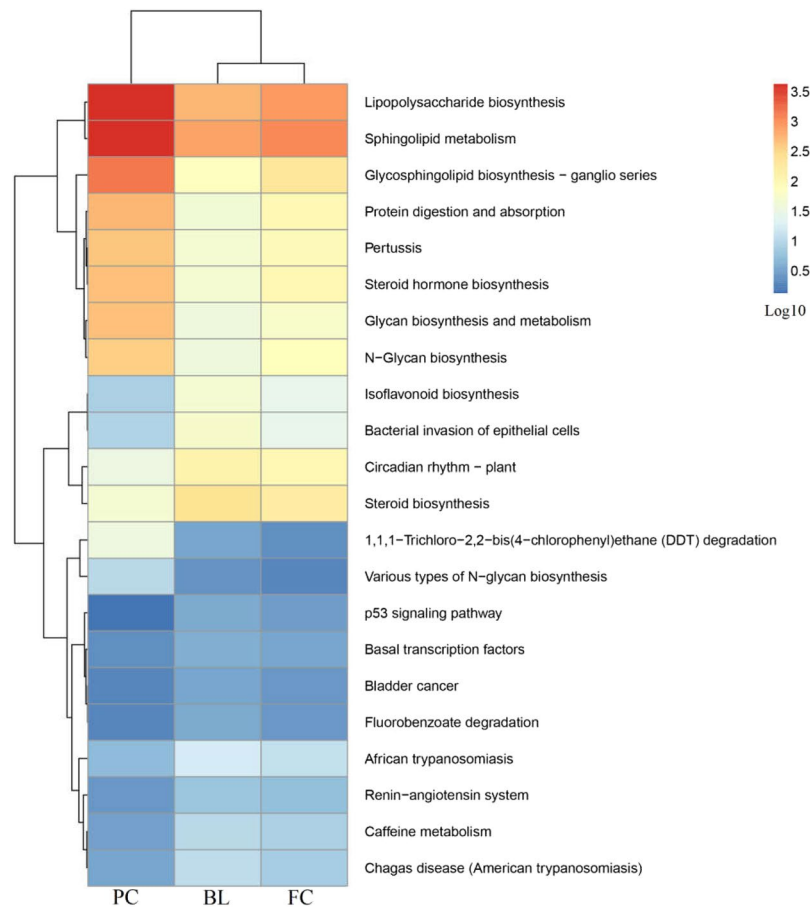 Lipopolysaccharide biosynthesis
Sphingolipid metabolism
Glycosphingolipid biosynthesis − ganglio series
Protein digestion and absorption
Pertussis
Steroid hormone biosynthesis
Glycan biosynthesis and metabolism
N−Glycan biosynthesis
Isoflavonoid biosynthesis
Bacterial invasion of epithelial cells
Circadian rhythm − plant
Steroid biosynthesis
1,1,1−Trichloro−2,2−bis(4−chlorophenyl)ethane (DDT) degradation
Various types of N−glycan biosynthesis
p53 signaling pathway
Basal transcription factors
Bladder cancer
Fluorobenzoate degradation
African trypanosomiasis
Renin−angiotensin system
Caffeine metabolism
Chagas disease (American trypanosomiasis)
PC BL FC
3.5
3
2.5
2
1.5
1
0.5
Log10